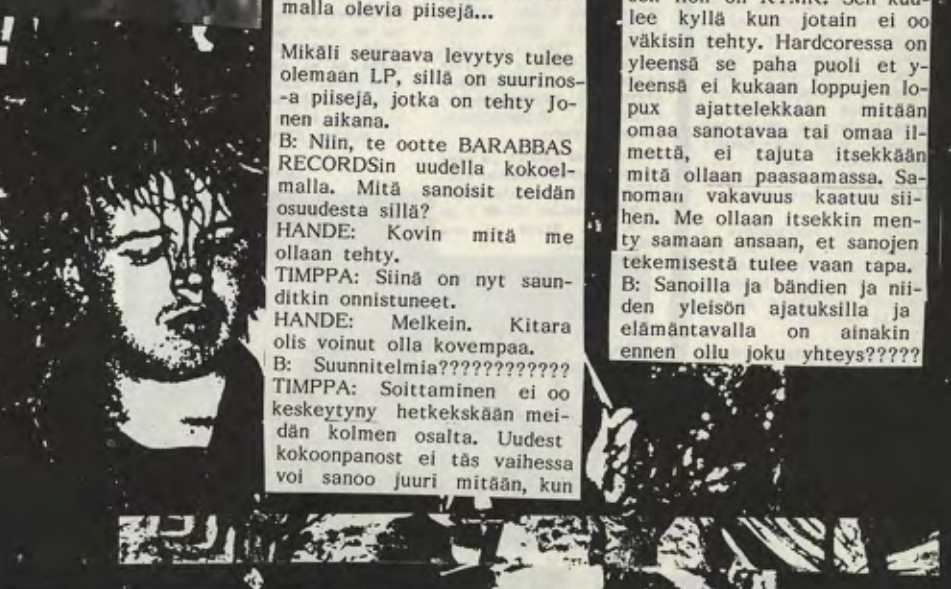 malla olevia piisejä...
Mikäli seuraava levytys tulee
olemaan LP, sillä on suurinos-
-a piisejä, jotka on tehty Jo-
nen aikana.
B: Niin, te ootte BARABBAS
RECORDSin uudella kokoel-
malla. Mitä sanoisit teidän
osuudesta sillä?
HANDE: Kovin mitä me
ollaan tehty.
TIMPPA: Siinä on nyt saun-
ditkin onnistuneet.
HANDE: Melkein. Kitara
olis voinut olla kovempaa.
B: Suunnitelmia????????????
TIMPPA: Soittaminen ei oo
keskeytyny hetkekskään mei-
dän kolmen osalta. Uudest
kokoonpanost ei täs vaihessa
voi sanoo juuri mitään, kun
lee kyllä kun jotain ei oo
väkisin tehty. Hardcoressa on
yleensä se paha puoli et y-
leensä ei kukaan loppujen lo-
pux ajattelekkaan mitään
omaa sanotavaa tai omaa il-
mettä, ei tajuta itsekkään
mitä ollaan paasaamassa. Sa-
noman vakavuus kaatuu sii-
hen. Me ollaan itsekkin men-
ty samaan ansaan, et sanojen
tekemisestä tulee vaan tapa.
B: Sanoilla ja bändien ja nii-
den yleisön ajatuksilla ja
elämäntavalla on ainakin
ennen ollu joku yhteys?????